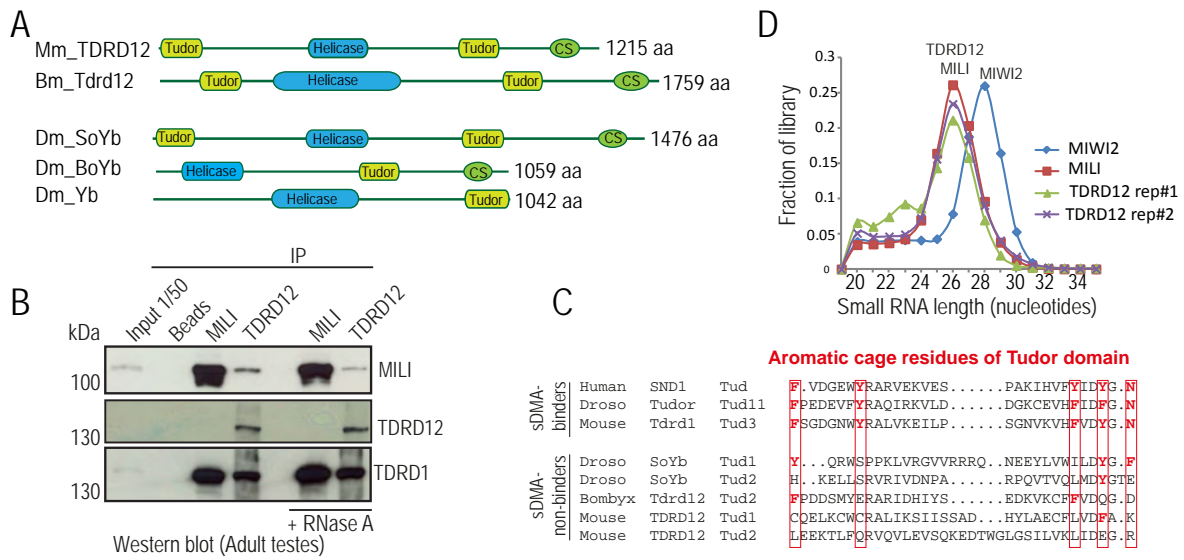 A
Mm_TDRD12 Tudor Helicase Tudor CS 1215 aa
Bm_Tdrd12 Tudor Helicase Tudor CS 1759 aa
Dm_SoYb Tudor Helicase Tudor CS 1476 aa
Dm_BoYb Helicase Tudor CS 1059 aa
Dm_Yb Helicase Tudor 1042 aa
B
IP
kDa Input 1/50 Beads MILI TDRD12 MILI TDRD12
100 MILI
130 TDRD12
130 TDRD1
+ RNase A
Western blot (Adult testes)
D
TDRD12
MILI MIWI2
Fraction of library
0.3
0.25
0.2
0.15
0.1
0.05
0
20 22 24 26 28 30 32 34
Small RNA length (nucleotides)
MIWI2
MILI
TDRD12 rep#1
TDRD12 rep#2
C
Aromatic cage residues of Tudor domain
sDMA-binders
Human SND1 Tud F.VDGEWYRARVEKVES......PAKIHVFYIDYG.N
Droso Tudor Tud11 FPEDEVFYRAQIRKVLD......DGKCEVHFIDFG.N
Mouse Tdrd1 Tud3 FSGDGNWYRALVKEILP......SGNVKVHFVDYG.N
sDMA-non-binders
Droso SoYb Tud1 Y...QRWSPPKLVRGVVRRRQ..NEEYLVWILDY.F
Droso SoYb Tud2 H.KELLSRVRIVDNPA.......RPQVTVQLMDYGTE
Bombyx Tdrd12 Tud2 FPDDSMYERARIDHIYS......EDKVKCFFVDQG.D
Mouse TDRD12 Tud1 CQELKCWCRALIKSIISSAD..HYLAECFLVDFA.K
Mouse TDRD12 Tud2 LEEKTLFQRVQVLEVSQKEDTWGLGSILVKLIDEG.R